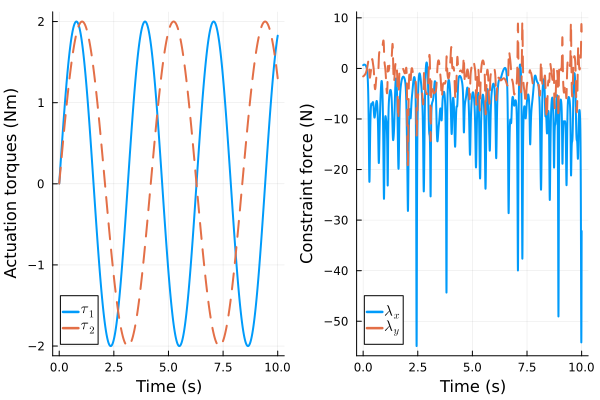 Actuation torques (Nm)
2
1
0
−1
−2
τ1
τ2
0.0 2.5 5.0 7.5 10.0
Time (s)
Constraint force (N)
10
0
−10
−20
−30
−40
−50
λx
λy
0.0 2.5 5.0 7.5 10.0
Time (s)